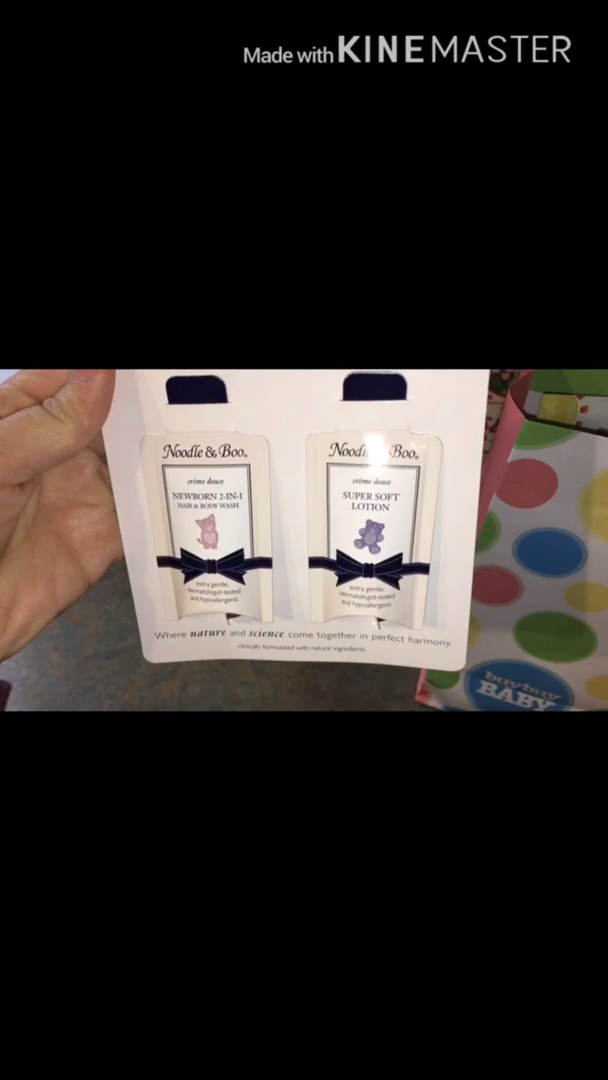 Made with KINEMASTER
Noodle & Boo®
crème douce
NEWBORN 2-IN-1
HAIR & BODY WASH
extra gentle,
dermatologist-tested
and hypoallergenic
Noodle & Boo®
crème douce
SUPER SOFT
LOTION
extra gentle,
dermatologist-tested
and hypoallergenic
Where nature and science come together in perfect harmony.
clinically formulated with natural ingredients
buybuy
BABY